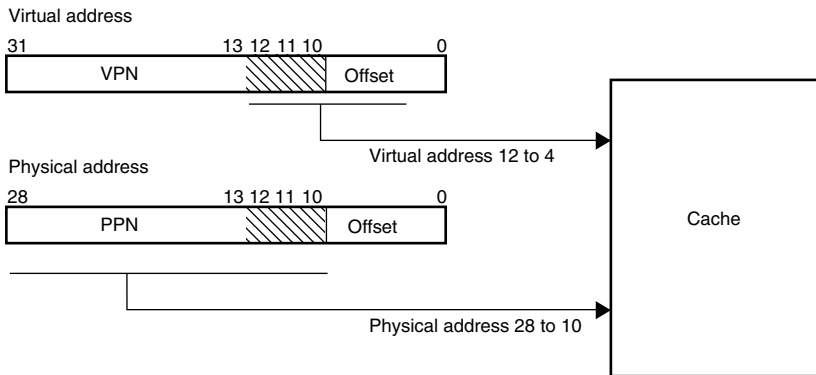 Virtual address
31 13 12 11 10 0
VPN Offset
Virtual address 12 to 4
Physical address
28 13 12 11 10 0
PPN Offset
Cache
Physical address 28 to 10